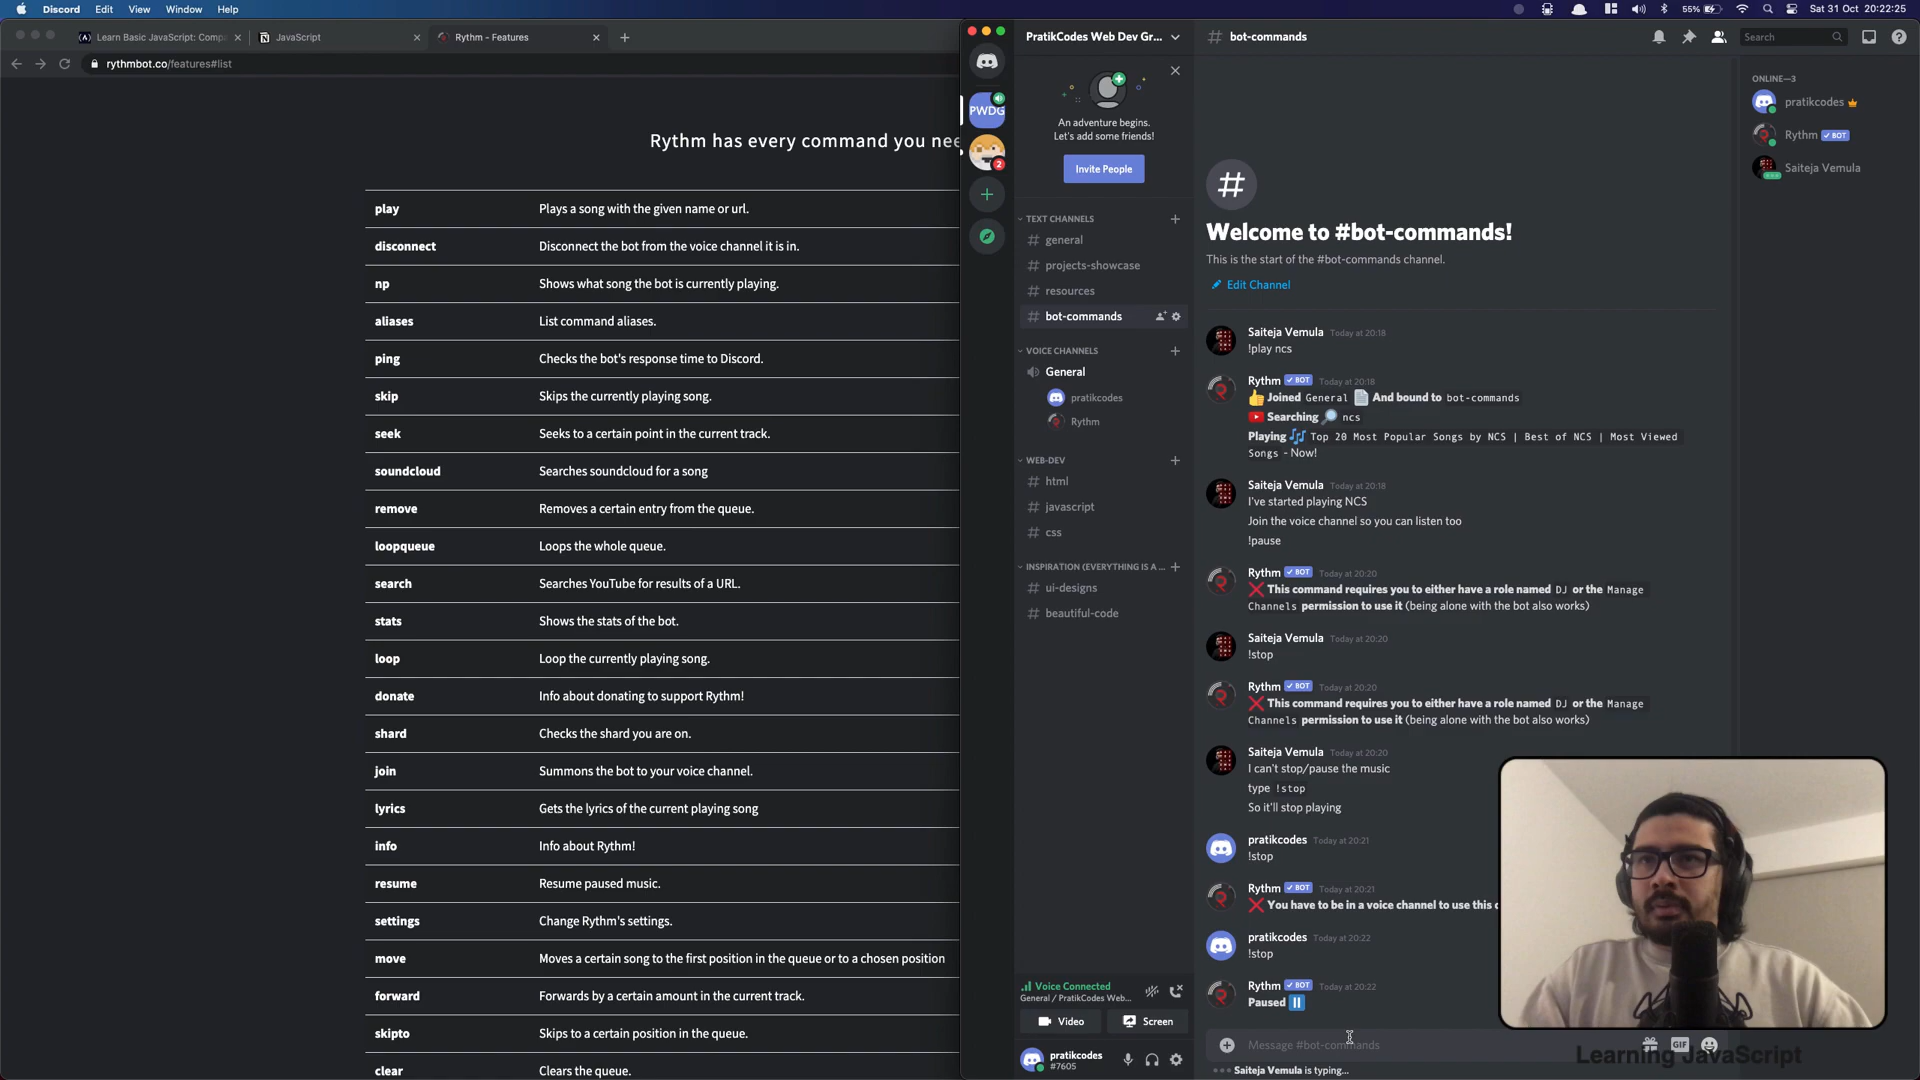 Discord Edit View Window Help
55% Sat 31 Oct 20:22:25
Learn Basic JavaScript: Comp
JavaScript
Rythm - Features
rythmbot.co/features#list
Rythm has every command you nee
play Plays a song with the given name or url.
disconnect Disconnect the bot from the voice channel it is in.
np Shows what song the bot is currently playing.
aliases List command aliases.
ping Checks the bot's response time to Discord.
skip Skips the currently playing song.
seek Seeks to a certain point in the current track.
soundcloud Searches soundcloud for a song
remove Removes a certain entry from the queue.
loopqueue Loops the whole queue.
search Searches YouTube for results of a URL.
stats Shows the stats of the bot.
loop Loop the currently playing song.
donate Info about donating to support Rythm!
shard Checks the shard you are on.
join Summons the bot to your voice channel.
lyrics Gets the lyrics of the current playing song
info Info about Rythm!
resume Resume paused music.
settings Change Rythm's settings.
move Moves a certain song to the first position in the queue or to a chosen position
forward Forwards by a certain amount in the current track.
skipto Skips to a certain position in the queue.
clear Clears the queue.
PWDG
2
PratikCodes Web Dev Gr...
An adventure begins.
Let's add some friends!
Invite People
TEXT CHANNELS
general
projects-showcase
resources
bot-commands
VOICE CHANNELS
General
pratikcodes
Rythm
WEB-DEV
html
javascript
css
INSPIRATION (EVERYTHING IS A ...
ui-designs
beautiful-code
Voice Connected
General / PratikCodes Web...
Video Screen
pratikcodes
#7605
# bot-commands
Search
#
Welcome to #bot-commands!
This is the start of the #bot-commands channel.
Edit Channel
Saiteja Vemula Today at 20:18
!play ncs
Rythm BOT Today at 20:18
Joined General And bound to bot-commands
Searching ncs
Playing Top 20 Most Popular Songs by NCS | Best of NCS | Most Viewed
Songs - Now!
Saiteja Vemula Today at 20:18
I've started playing NCS
Join the voice channel so you can listen too
!pause
Rythm BOT Today at 20:20
This command requires you to either have a role named DJ or the Manage
Channels permission to use it (being alone with the bot also works)
Saiteja Vemula Today at 20:20
!stop
Rythm BOT Today at 20:20
This command requires you to either have a role named DJ or the Manage
Channels permission to use it (being alone with the bot also works)
Saiteja Vemula Today at 20:20
I can't stop/pause the music
type !stop
So it'll stop playing
pratikcodes Today at 20:21
!stop
Rythm BOT Today at 20:21
You have to be in a voice channel to use this c
pratikcodes Today at 20:22
!stop
Rythm BOT Today at 20:22
Paused
Message #bot-commands
GIF
Saiteja Vemula is typing...
ONLINE—3
pratikcodes
Rythm BOT
Saiteja Vemula
Learning JavaScript